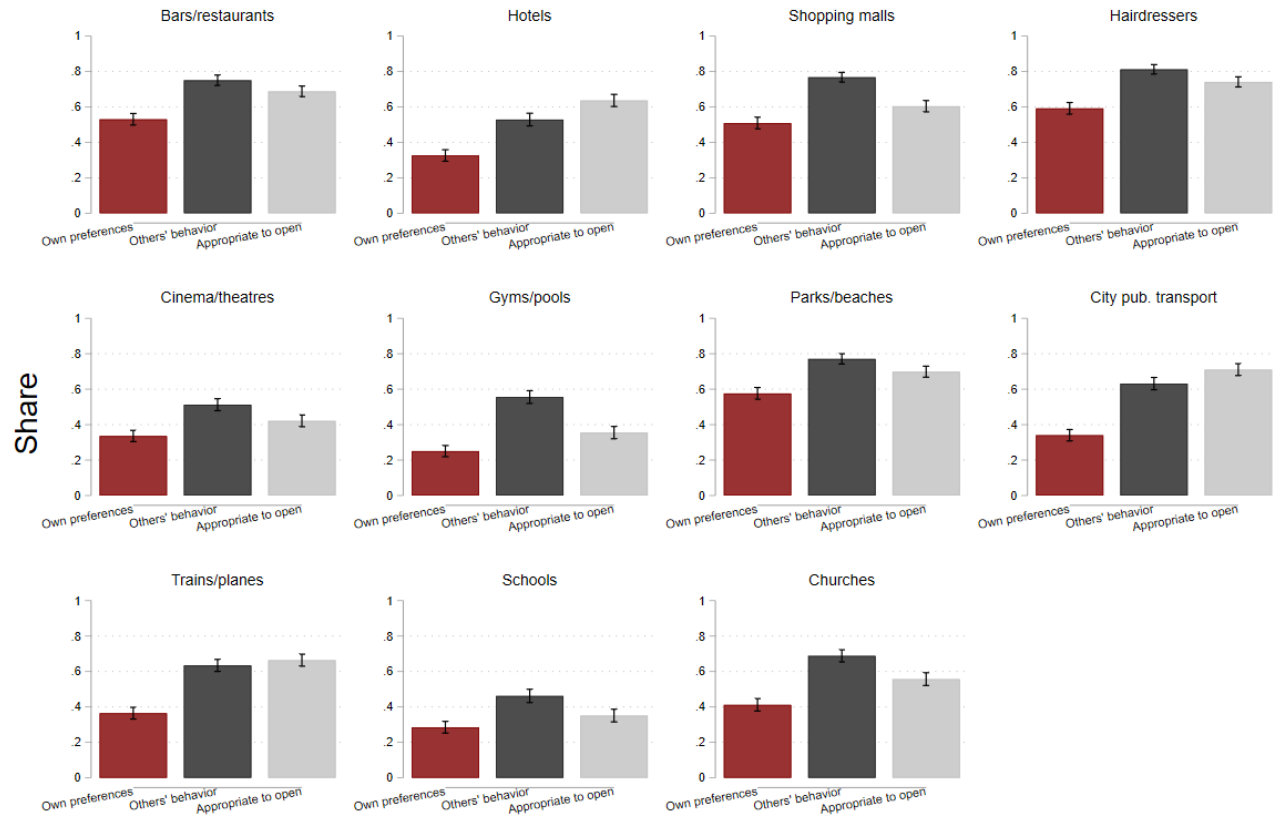 Bars/restaurants
Hotels
Shopping malls
Hairdressers
1
.8
.6
.4
.2
0
Own preferences
Others' behavior
Appropriate to open
1
.8
.6
.4
.2
0
Own preferences
Others' behavior
Appropriate to open
1
.8
.6
.4
.2
0
Own preferences
Others' behavior
Appropriate to open
1
.8
.6
.4
.2
0
Own preferences
Others' behavior
Appropriate to open
Share
Cinema/theatres
Gyms/pools
Parks/beaches
City pub. transport
1
.8
.6
.4
.2
0
Own preferences
Others' behavior
Appropriate to open
1
.8
.6
.4
.2
0
Own preferences
Others' behavior
Appropriate to open
1
.8
.6
.4
.2
0
Own preferences
Others' behavior
Appropriate to open
1
.8
.6
.4
.2
0
Own preferences
Others' behavior
Appropriate to open
Trains/planes
Schools
Churches
1
.8
.6
.4
.2
0
Own preferences
Others' behavior
Appropriate to open
1
.8
.6
.4
.2
0
Own preferences
Others' behavior
Appropriate to open
1
.8
.6
.4
.2
0
Own preferences
Others' behavior
Appropriate to open